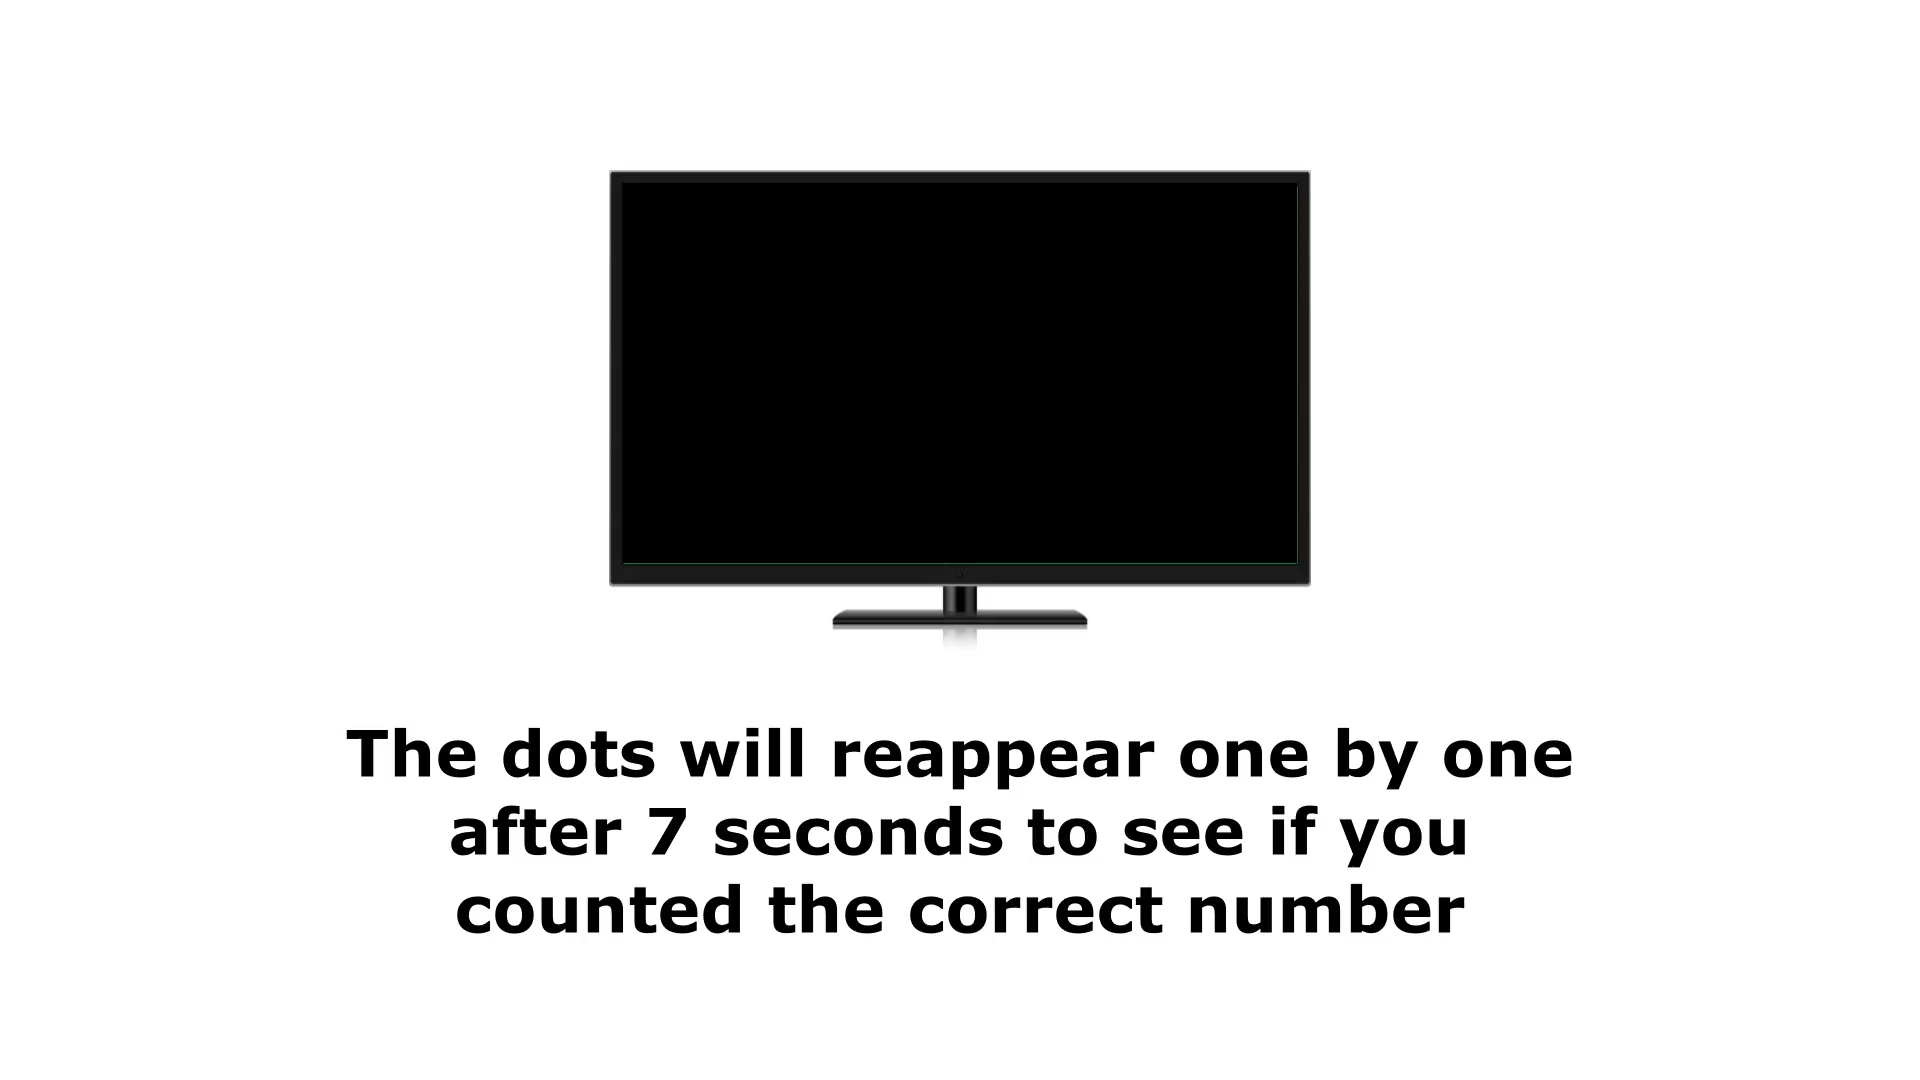 The dots will reappear one by one
after 7 seconds to see if you
counted the correct number